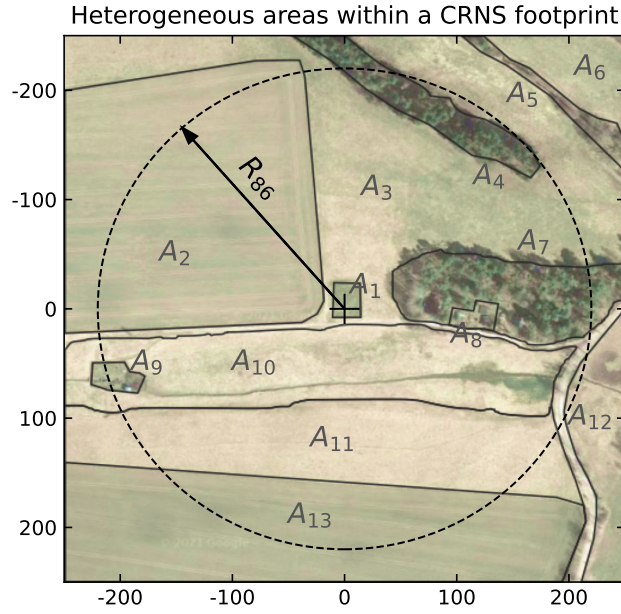 Heterogeneous areas within a CRNS footprint
-200
-100
0
100
200
-200
-100
0
100
200
R86
A1
A2
A3
A4
A5
A6
A7
A8
A9
A10
A11
A12
A13